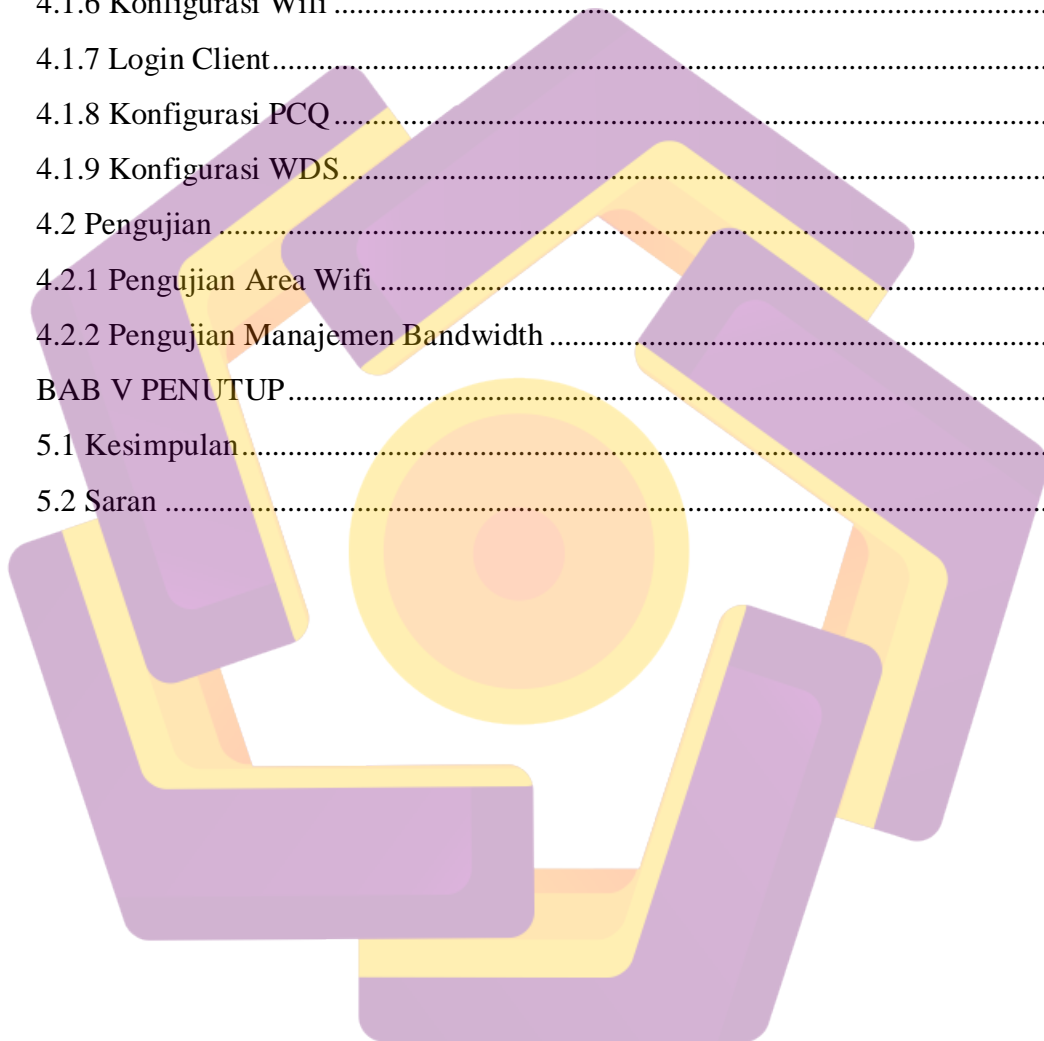 4.1.6 Konfigurasi Wifi ........................................................................................
4.1.7 Login Client................................................................................................
4.1.8 Konfigurasi PCQ ........................................................................................
4.1.9 Konfigurasi WDS.......................................................................................
4.2 Pengujian ......................................................................................................
4.2.1 Pengujian Area Wifi ..................................................................................
4.2.2 Pengujian Manajemen Bandwidth .............................................................
BAB V PENUTUP..............................................................................................
5.1 Kesimpulan....................................................................................................
5.2 Saran .............................................................................................................